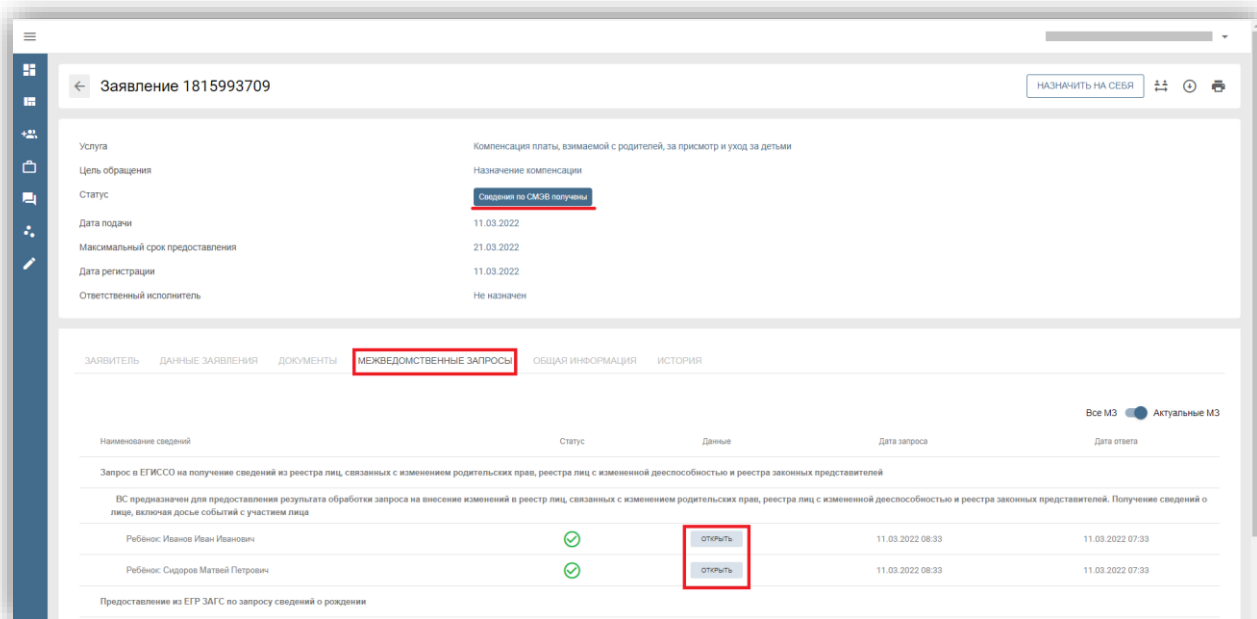 Заявление 1815993709
НАЗНАЧИТЬ НА СЕБЯ
Услуга
Компенсация платы, взимаемой с родителей, за присмотр и уход за детьми
Цель обращения
Назначение компенсации
Статус
Сведения по СМЭВ получены
Дата подачи
11.03.2022
Максимальный срок предоставления
21.03.2022
Дата регистрации
11.03.2022
Ответственный исполнитель
Не назначен
ЗАЯВИТЕЛЬ ДАННЫЕ ЗАЯВЛЕНИЯ ДОКУМЕНТЫ МЕЖВЕДОМСТВЕННЫЕ ЗАПРОСЫ ОБЩАЯ ИНФОРМАЦИЯ ИСТОРИЯ
Все МЗ Актуальные МЗ
Наименование сведений Статус Данные Дата запроса Дата ответа
Запрос в ЕГИССО на получение сведений из реестра лиц, связанных с изменением родительских прав, реестра лиц с измененной дееспособностью и реестра законных представителей
ВС предназначен для предоставления результата обработки запроса на внесение изменений в реестр лиц, связанных с изменением родительских прав, реестра лиц с измененной дееспособностью и реестра законных представителей. Получение сведений о
лице, включая досье событий с участием лица
Ребёнок: Иванов Иван Иванович ОТКРЫТЬ 11.03.2022 08:33 11.03.2022 07:33
Ребёнок: Сидоров Матвей Петрович ОТКРЫТЬ 11.03.2022 08:33 11.03.2022 07:33
Предоставление из ЕГР ЗАГС по запросу сведений о рождении